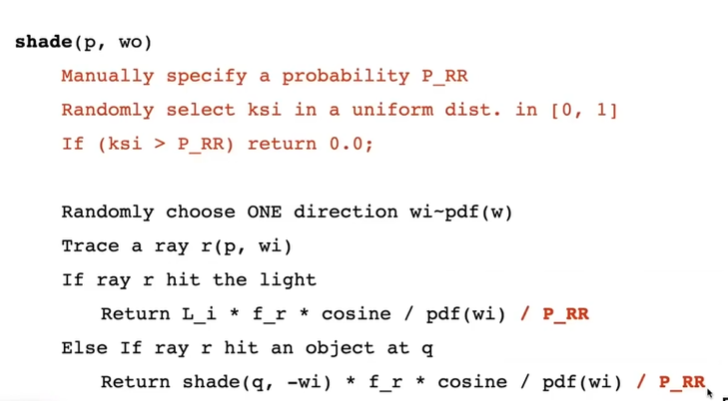 shade(p, wo)
Manually specify a probability P_RR
Randomly select ksi in a uniform dist. in [0, 1]
If (ksi > P_RR) return 0.0;
Randomly choose ONE direction wi~pdf(w)
Trace a ray r(p, wi)
If ray r hit the light
Return L_i * f_r * cosine / pdf(wi) / P_RR
Else If ray r hit an object at q
Return shade(q, -wi) * f_r * cosine / pdf(wi) / P_RR